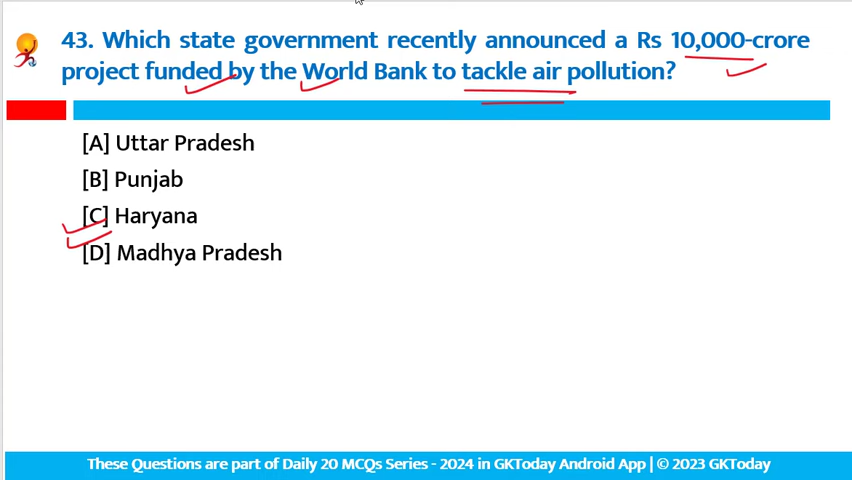 43. Which state government recently announced a Rs 10,000-crore
project funded by the World Bank to tackle air pollution?
[A] Uttar Pradesh
[B] Punjab
[C] Haryana
[D] Madhya Pradesh
These Questions are part of Daily 20 MCQs Series - 2024 in GKToday Android App | © 2023 GKToday